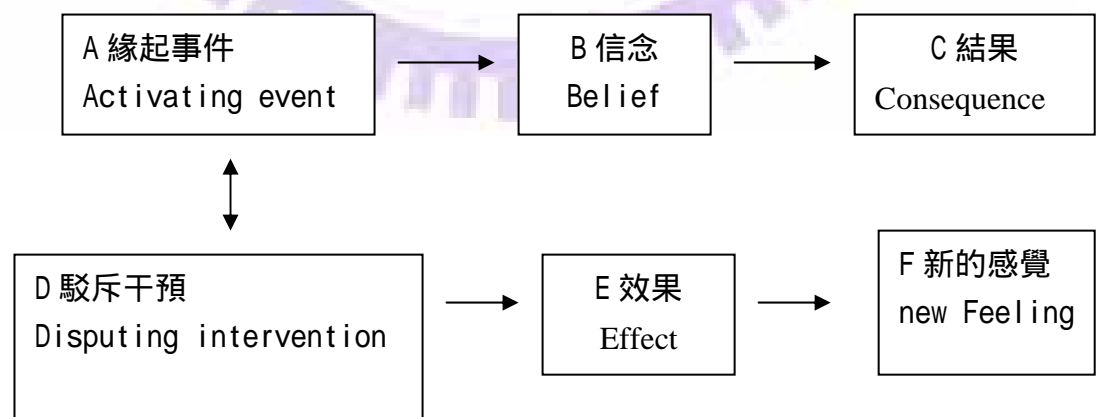 A 緣起事件
Activating event
B 信念
Belief
C 結果
Consequence
D 駁斥干預
Disputing intervention
E 效果
Effect
F 新的感覺
new Feeling